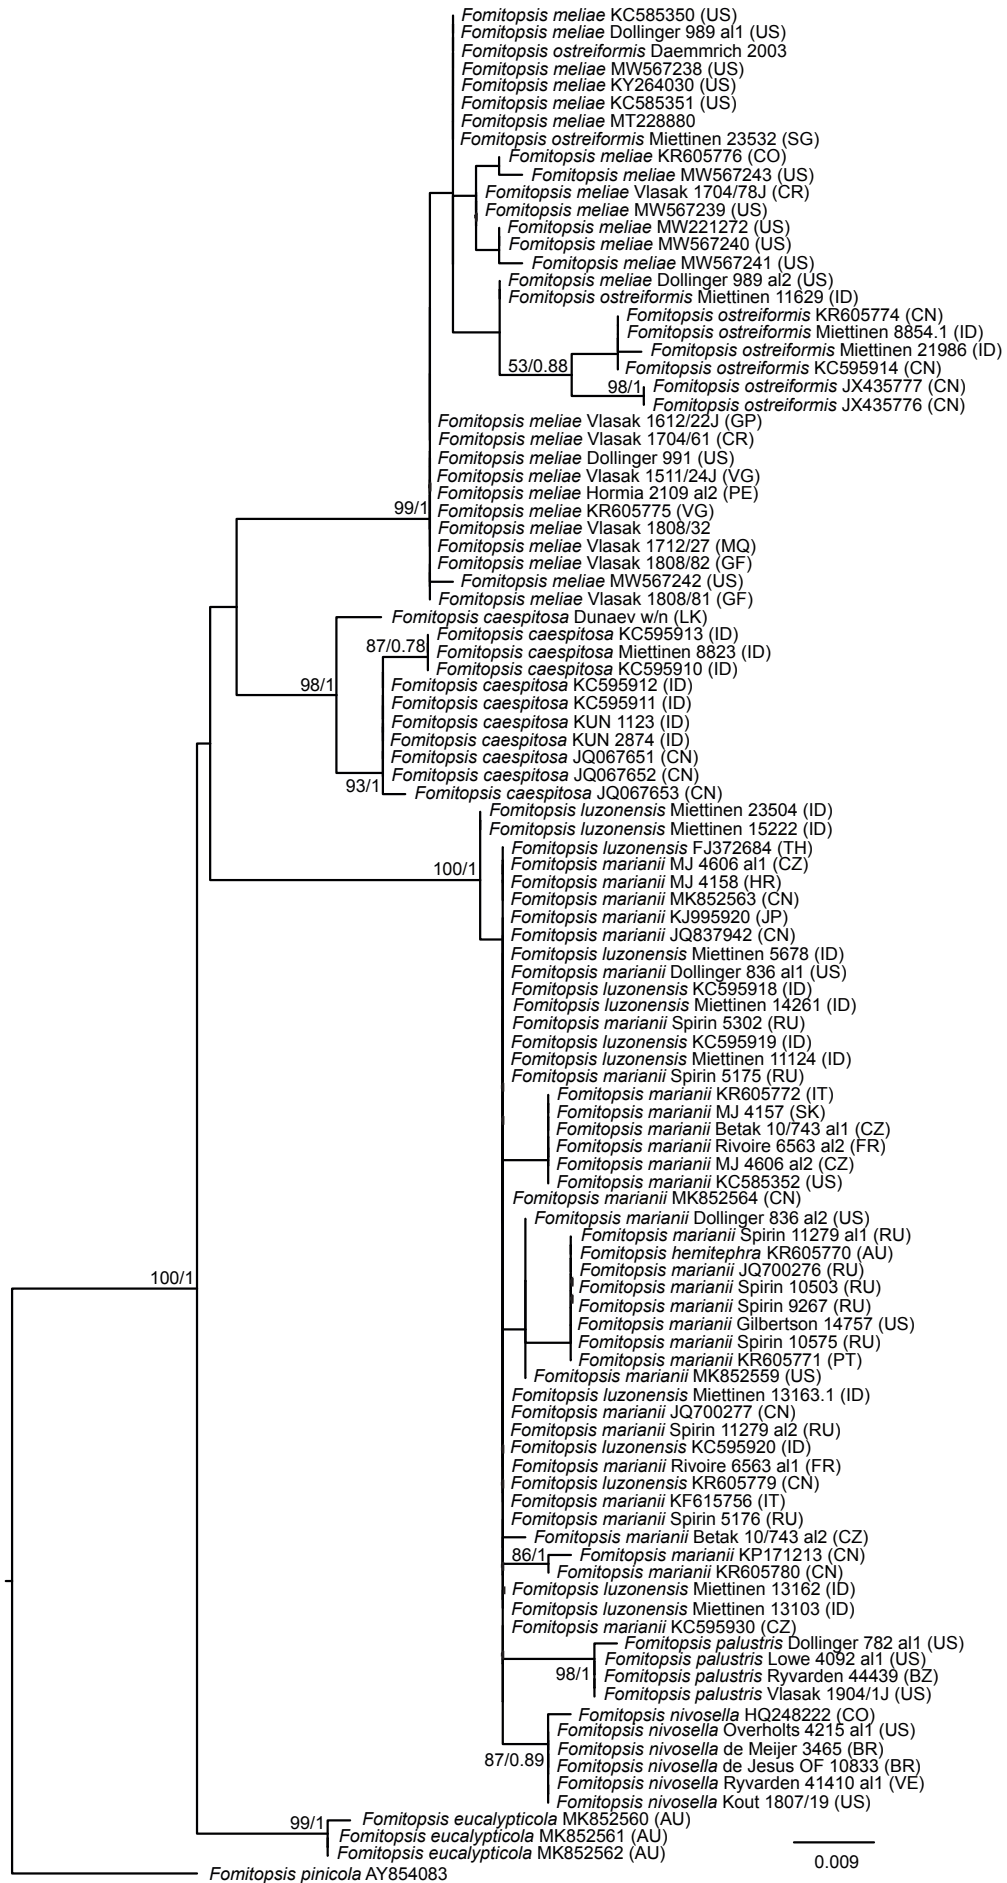 Fomitopsis meliae KC585350 (US)
Fomitopsis meliae Dollinger 989 al1 (US)
Fomitopsis ostreiformis Daemmrich 2003
Fomitopsis meliae MW567238 (US)
Fomitopsis meliae KY264030 (US)
Fomitopsis meliae KC585351 (US)
Fomitopsis meliae MT228880
Fomitopsis ostreiformis Miettinen 23532 (SG)
Fomitopsis meliae KR605776 (CO)
Fomitopsis meliae MW567243 (US)
Fomitopsis meliae Vlasak 1704/78J (CR)
Fomitopsis meliae MW567239 (US)
Fomitopsis meliae MW221272 (US)
Fomitopsis meliae MW567240 (US)
Fomitopsis meliae MW567241 (US)
Fomitopsis meliae Dollinger 989 al2 (US)
Fomitopsis ostreiformis Miettinen 11629 (ID)
Fomitopsis ostreiformis KR605774 (CN)
Fomitopsis ostreiformis Miettinen 8854.1 (ID)
Fomitopsis ostreiformis Miettinen 21986 (ID)
53/0.88
Fomitopsis ostreiformis KC595914 (CN)
98/1
Fomitopsis ostreiformis JX435777 (CN)
Fomitopsis ostreiformis JX435776 (CN)
Fomitopsis meliae Vlasak 1612/22J (GP)
Fomitopsis meliae Vlasak 1704/61 (CR)
Fomitopsis meliae Dollinger 991 (US)
Fomitopsis meliae Vlasak 1511/24J (VG)
Fomitopsis meliae Hormia 2109 al2 (PE)
99/1
Fomitopsis meliae KR605775 (VG)
Fomitopsis meliae Vlasak 1808/32
Fomitopsis meliae Vlasak 1712/27 (MQ)
Fomitopsis meliae Vlasak 1808/82 (GF)
Fomitopsis meliae MW567242 (US)
Fomitopsis meliae Vlasak 1808/81 (GF)
Fomitopsis caespitosa Dunaev w/n (LK)
Fomitopsis caespitosa KC595913 (ID)
87/0.78
Fomitopsis caespitosa Miettinen 8823 (ID)
Fomitopsis caespitosa KC595910 (ID)
98/1
Fomitopsis caespitosa KC595912 (ID)
Fomitopsis caespitosa KC595911 (ID)
Fomitopsis caespitosa KUN 1123 (ID)
Fomitopsis caespitosa KUN 2874 (ID)
Fomitopsis caespitosa JQ067651 (CN)
Fomitopsis caespitosa JQ067652 (CN)
93/1
Fomitopsis caespitosa JQ067653 (CN)
Fomitopsis luzonensis Miettinen 23504 (ID)
Fomitopsis luzonensis Miettinen 15222 (ID)
Fomitopsis luzonensis FJ372684 (TH)
Fomitopsis marianii MJ 4606 al1 (CZ)
100/1
Fomitopsis marianii MJ 4158 (HR)
Fomitopsis marianii MK852563 (CN)
Fomitopsis marianii KJ995920 (JP)
Fomitopsis marianii JQ837942 (CN)
Fomitopsis luzonensis Miettinen 5678 (ID)
Fomitopsis marianii Dollinger 836 al1 (US)
Fomitopsis luzonensis KC595918 (ID)
Fomitopsis luzonensis Miettinen 14261 (ID)
Fomitopsis marianii Spirin 5302 (RU)
Fomitopsis luzonensis KC595919 (ID)
Fomitopsis luzonensis Miettinen 11124 (ID)
Fomitopsis marianii Spirin 5175 (RU)
Fomitopsis marianii KR605772 (IT)
Fomitopsis marianii MJ 4157 (SK)
Fomitopsis marianii Betak 10/743 al1 (CZ)
Fomitopsis marianii Rivoire 6563 al2 (FR)
Fomitopsis marianii MJ 4606 al2 (CZ)
Fomitopsis marianii KC585352 (US)
Fomitopsis marianii MK852564 (CN)
Fomitopsis marianii Dollinger 836 al2 (US)
Fomitopsis marianii Spirin 11279 al1 (RU)
Fomitopsis hemitephra KR605770 (AU)
Fomitopsis marianii JQ700276 (RU)
100/1
Fomitopsis marianii Spirin 10503 (RU)
Fomitopsis marianii Spirin 9267 (RU)
Fomitopsis marianii Gilbertson 14757 (US)
Fomitopsis marianii Spirin 10575 (RU)
Fomitopsis marianii KR605771 (PT)
Fomitopsis marianii MK852559 (US)
Fomitopsis luzonensis Miettinen 13163.1 (ID)
Fomitopsis marianii JQ700277 (CN)
Fomitopsis marianii Spirin 11279 al2 (RU)
Fomitopsis luzonensis KC595920 (ID)
Fomitopsis marianii Rivoire 6563 al1 (FR)
Fomitopsis luzonensis KR605779 (CN)
Fomitopsis marianii KF615756 (IT)
Fomitopsis marianii Spirin 5176 (RU)
Fomitopsis marianii Betak 10/743 al2 (CZ)
86/1
Fomitopsis marianii KP171213 (CN)
Fomitopsis marianii KR605780 (CN)
Fomitopsis luzonensis Miettinen 13162 (ID)
Fomitopsis luzonensis Miettinen 13103 (ID)
Fomitopsis marianii KC595930 (CZ)
Fomitopsis palustris Dollinger 782 al1 (US)
Fomitopsis palustris Lowe 4092 al1 (US)
98/1
Fomitopsis palustris Ryvarden 44439 (BZ)
Fomitopsis palustris Vlasak 1904/1J (US)
Fomitopsis nivosella HQ248222 (CO)
Fomitopsis nivosella Overholts 4215 al1 (US)
Fomitopsis nivosella de Meijer 3465 (BR)
87/0.89
Fomitopsis nivosella de Jesus OF 10833 (BR)
Fomitopsis nivosella Ryvarden 41410 al1 (VE)
Fomitopsis nivosella Kout 1807/19 (US)
99/1
Fomitopsis eucalypticola MK852560 (AU)
Fomitopsis eucalypticola MK852561 (AU)
Fomitopsis eucalypticola MK852562 (AU)
0.009
Fomitopsis pinicola AY854083